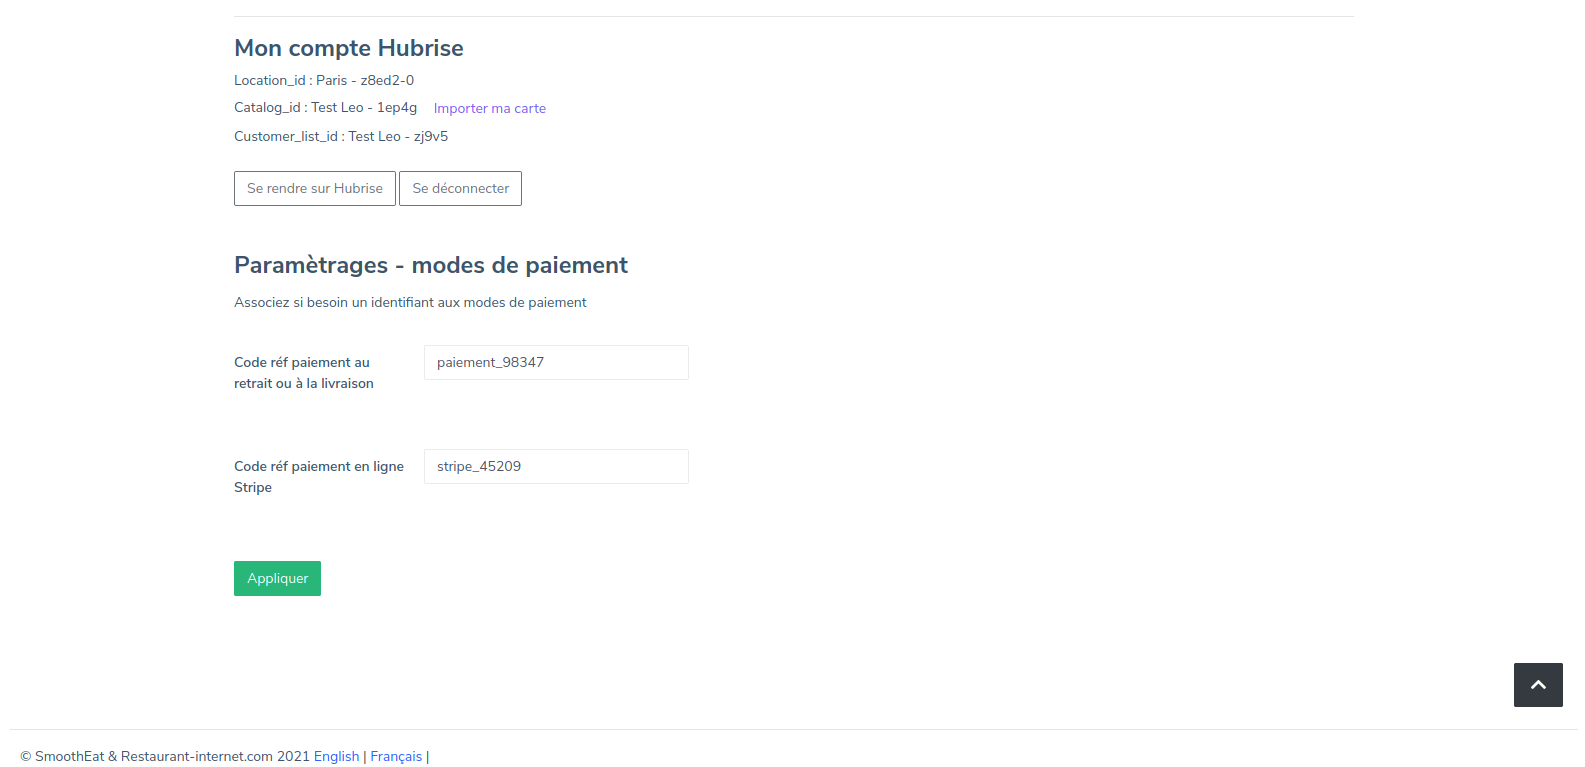 Mon compte Hubrise
Location_id : Paris - z8ed2-0
Catalog_id : Test Leo - 1ep4g Importer ma carte
Customer_list_id : Test Leo - zj9v5
Se rendre sur Hubrise Se déconnecter
Paramètrages - modes de paiement
Associez si besoin un identifiant aux modes de paiement
Code réf paiement au
retrait ou à la livraison
paiement_98347
Code réf paiement en ligne
Stripe
stripe_45209
Appliquer
© SmoothEat & Restaurant-internet.com 2021 English | Français |